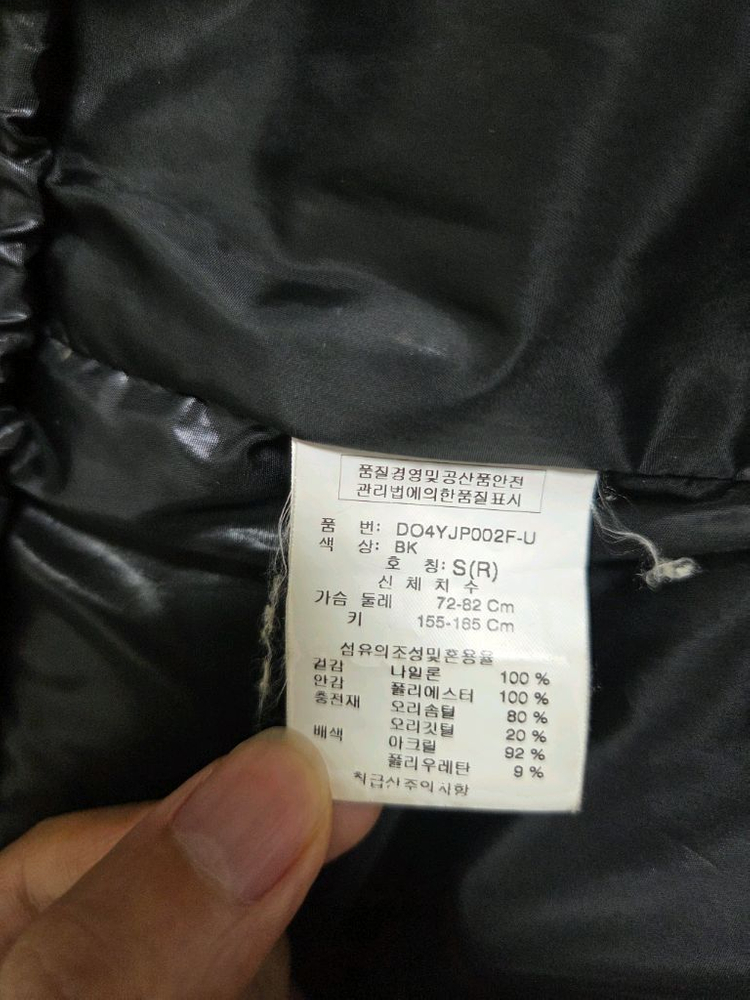 품질경영및공산품안전
관리법에의한품질표시
품 번: DO4YJP002F-U
색 상: BK
호 칭: S(R)
신 체 치 수
가슴 둘레 72-82 Cm
키 155-165 Cm
섬유의조성및혼용율
겉감 나일론 100 %
안감 폴리에스터 100 %
충전재 오리솜털 80 %
오리깃털 20 %
배색 아크릴 92 %
폴리우레탄 9 %
취급상주의사항